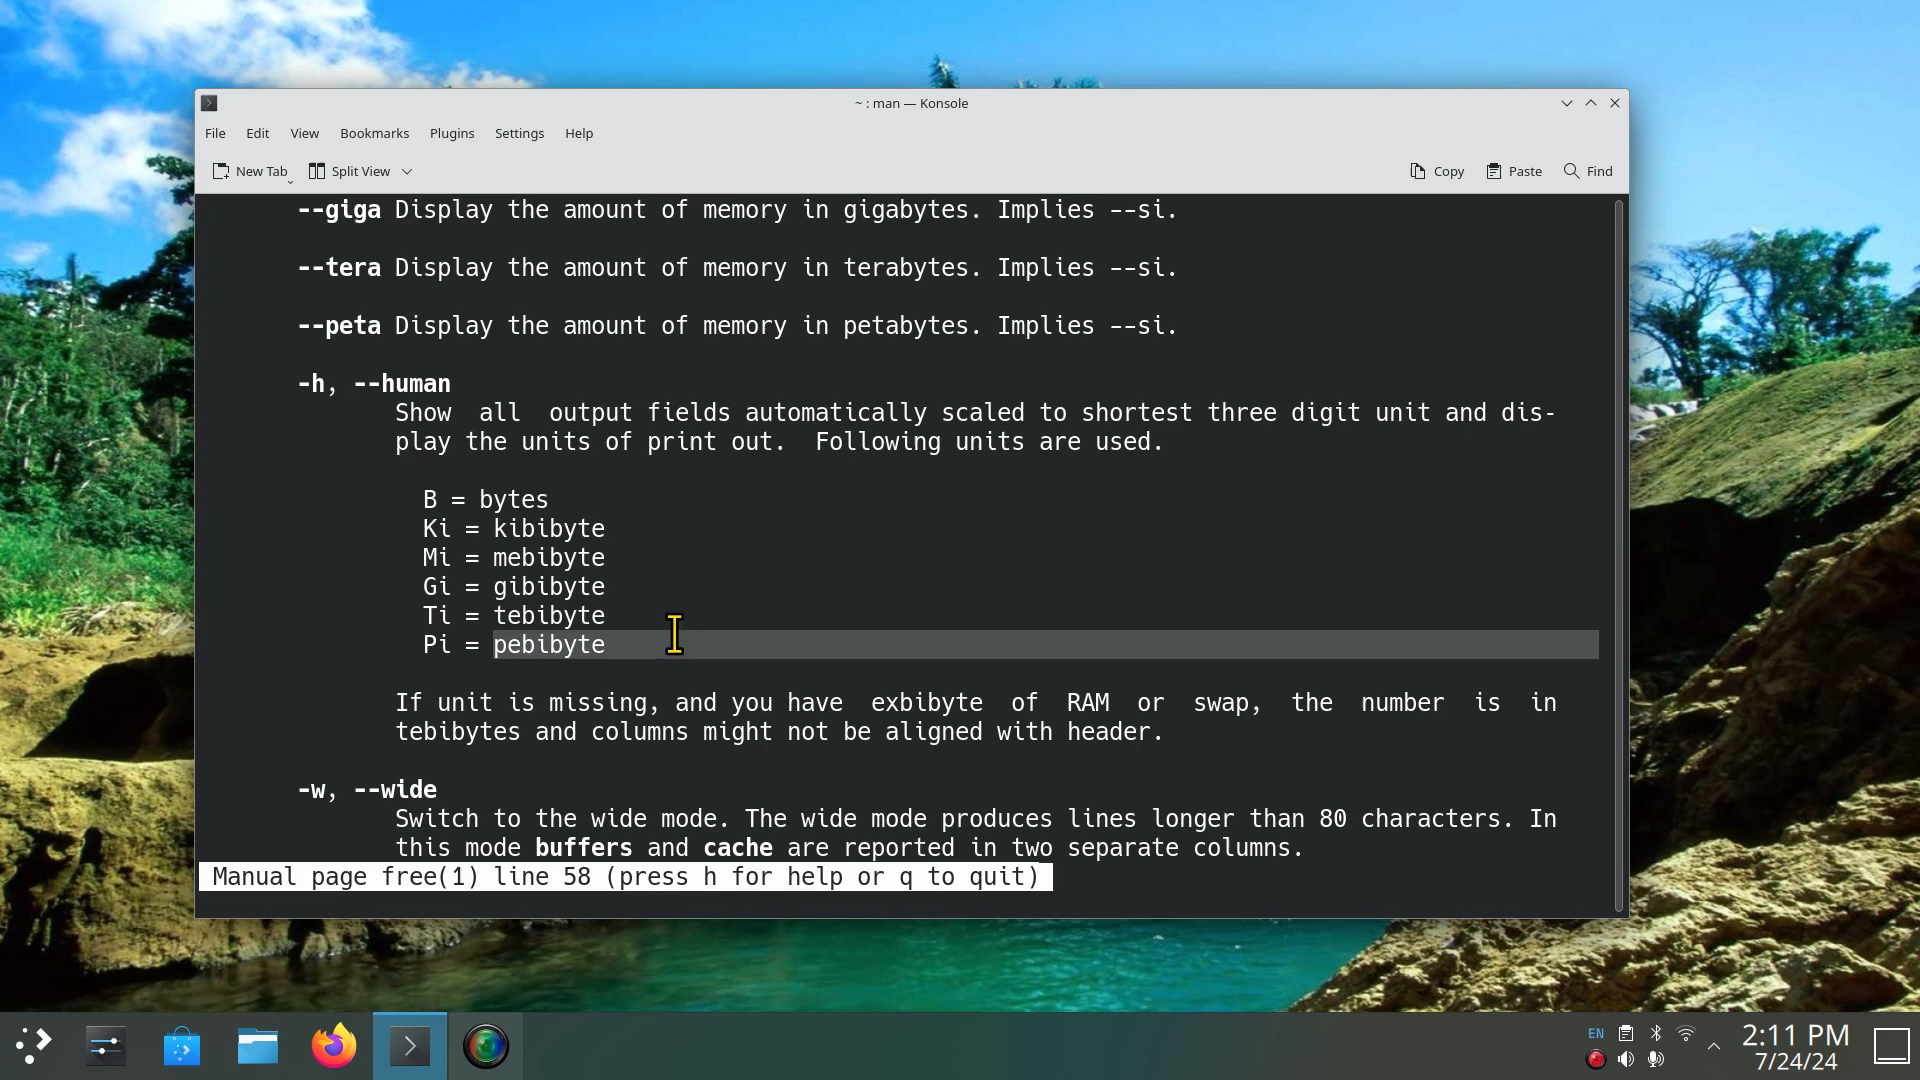 ~ : man — Konsole
File Edit View Bookmarks Plugins Settings Help
New Tab Split View Copy Paste Find
--giga Display the amount of memory in gigabytes. Implies --si.
--tera Display the amount of memory in terabytes. Implies --si.
--peta Display the amount of memory in petabytes. Implies --si.
-h, --human
Show  all  output fields automatically scaled to shortest three digit unit and dis-
play the units of print out.  Following units are used.
B = bytes
Ki = kibibyte
Mi = mebibyte
Gi = gibibyte
Ti = tebibyte
Pi = pebibyte
If unit is missing, and you have  exbibyte  of  RAM  or  swap,  the  number  is  in
tebibytes and columns might not be aligned with header.
-w, --wide
Switch to the wide mode. The wide mode produces lines longer than 80 characters. In
this mode buffers and cache are reported in two separate columns.
Manual page free(1) line 58 (press h for help or q to quit)
EN
2:11 PM
7/24/24